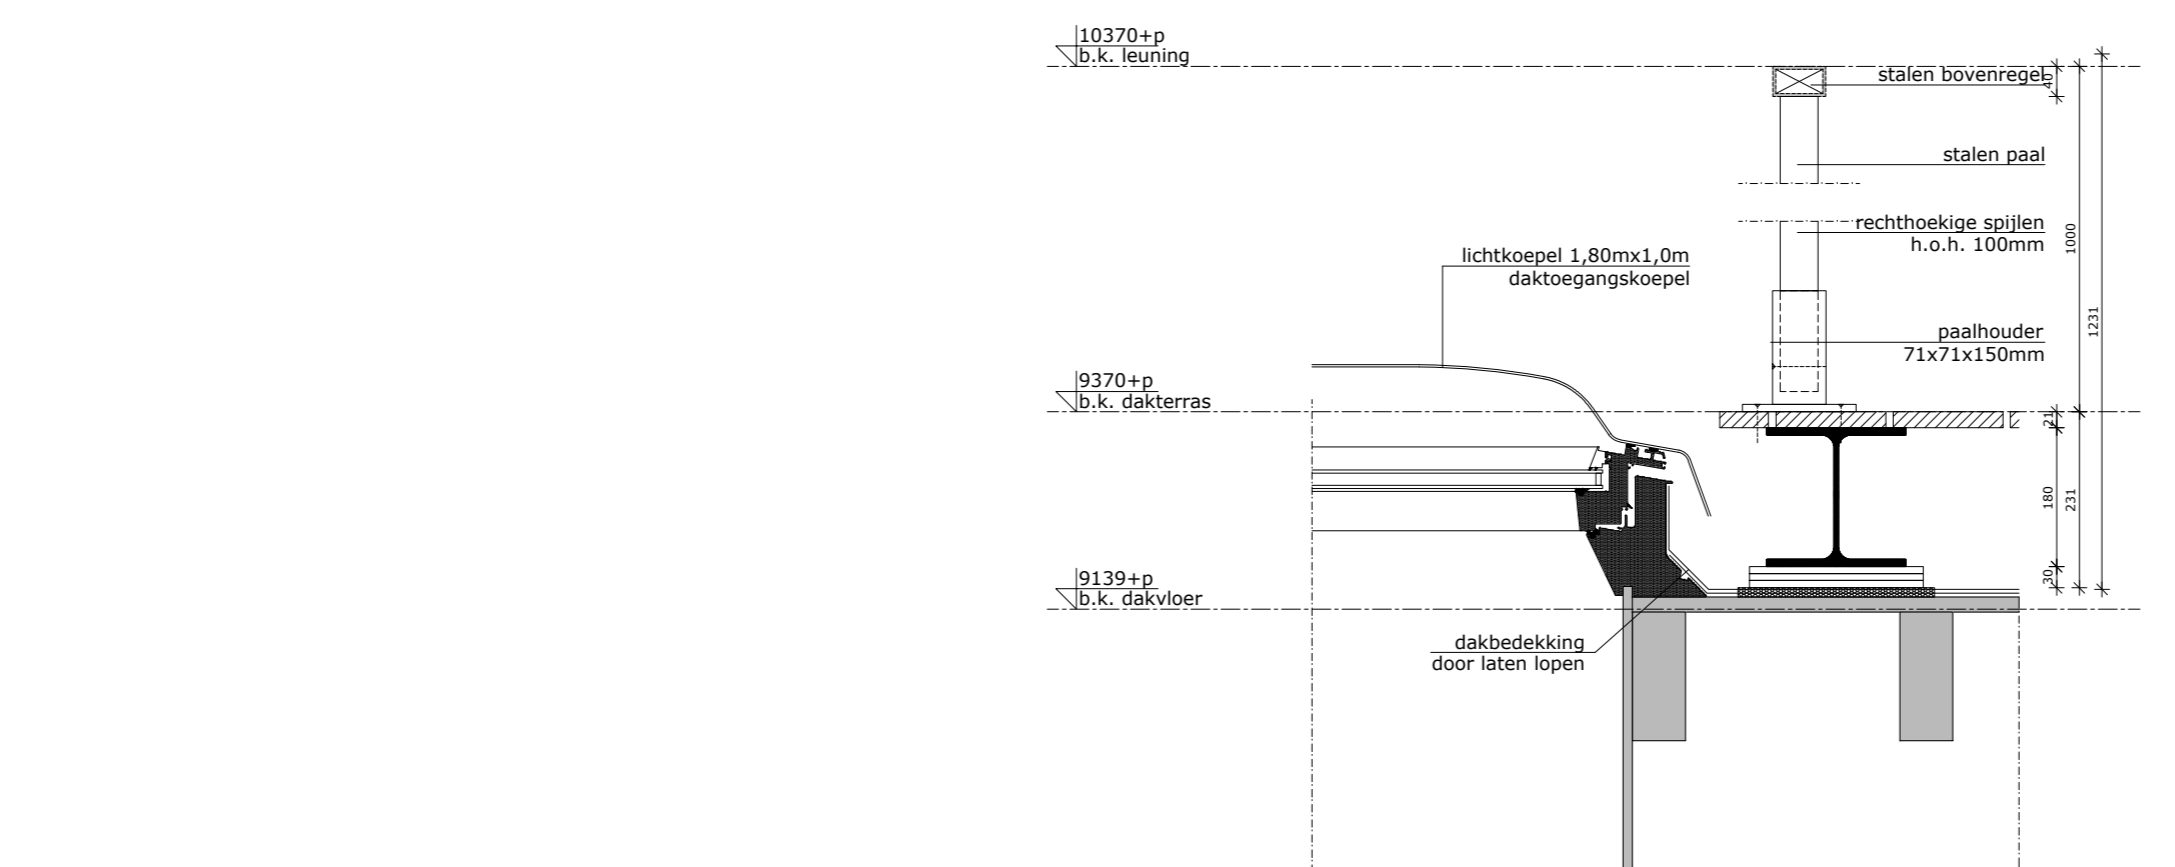 10370+p
b.k. leuning
stalen bovenregel
40
stalen paal
rechthoekige spijlen
h.o.h. 100mm
1000
lichtkoepel 1,80mx1,0m
daktoegangskoepel
1231
paalhouder
71x71x150mm
9370+p
b.k. dakterras
21
180
231
9139+p
b.k. dakvloer
30
dakbedekking
door laten lopen